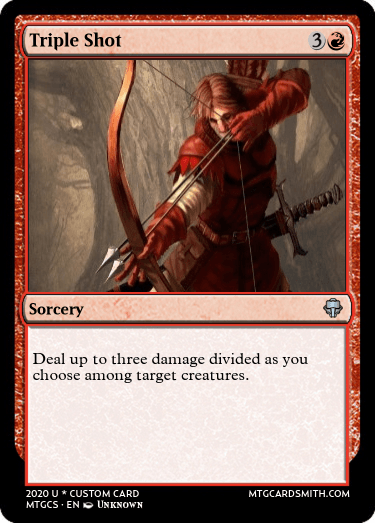 Triple Shot 3
Sorcery
Deal up to three damage divided as you
choose among target creatures.
2020 U * CUSTOM CARD MTGCARDSMITH.COM
MTGCS · EN UNKNOWN